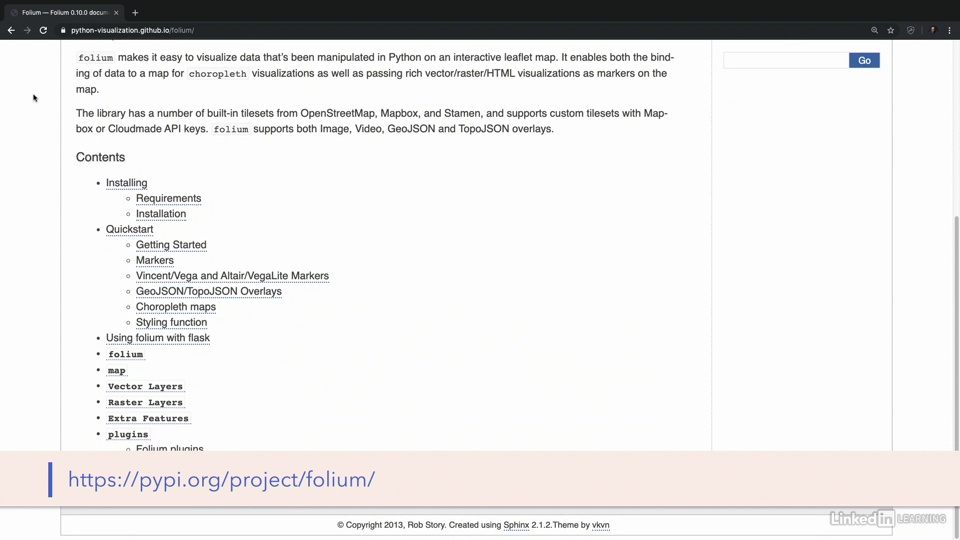 Folium — Folium 0.10.0 docum
python-visualization.github.io/folium/
folium makes it easy to visualize data that's been manipulated in Python on an interactive leaflet map. It enables both the bind-
ing of data to a map for choropleth visualizations as well as passing rich vector/raster/HTML visualizations as markers on the
map.
Go
The library has a number of built-in tilesets from OpenStreetMap, Mapbox, and Stamen, and supports custom tilesets with Map-
box or Cloudmade API keys. folium supports both Image, Video, GeoJSON and TopoJSON overlays.
Contents
Installing
Requirements
Installation
Quickstart
Getting Started
Markers
Vincent/Vega and Altair/VegaLite Markers
GeoJSON/TopoJSON Overlays
Choropleth maps
Styling function
Using folium with flask
folium
map
Vector Layers
Raster Layers
Extra Features
plugins
Folium plugins
https://pypi.org/project/folium/
© Copyright 2013, Rob Story. Created using Sphinx 2.1.2.Theme by vkvn
LinkedIn LEARNING